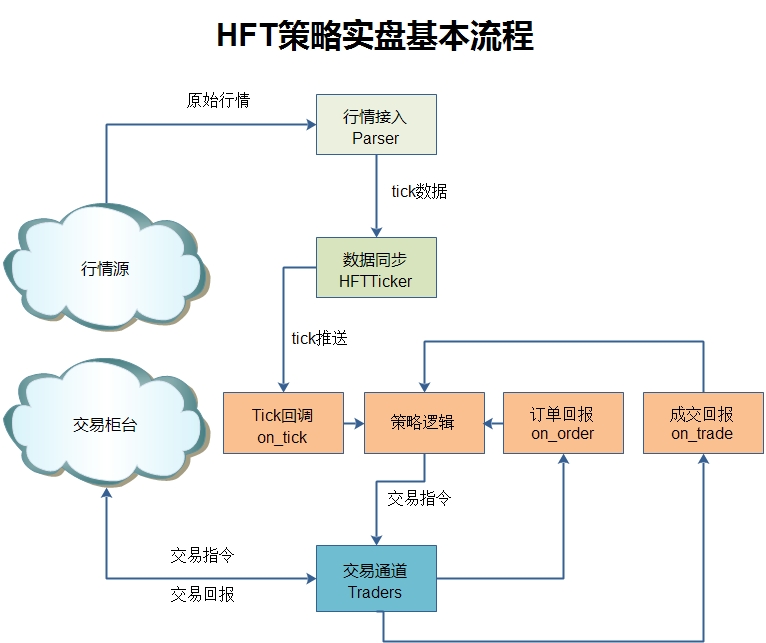 HFT策略实盘基本流程
原始行情
行情接入
Parser
tick数据
行情源
数据同步
HFTTicker
tick推送
交易柜台
Tick回调
on_tick
策略逻辑
订单回报
on_order
成交回报
on_trade
交易指令
交易指令
交易回报
交易通道
Traders